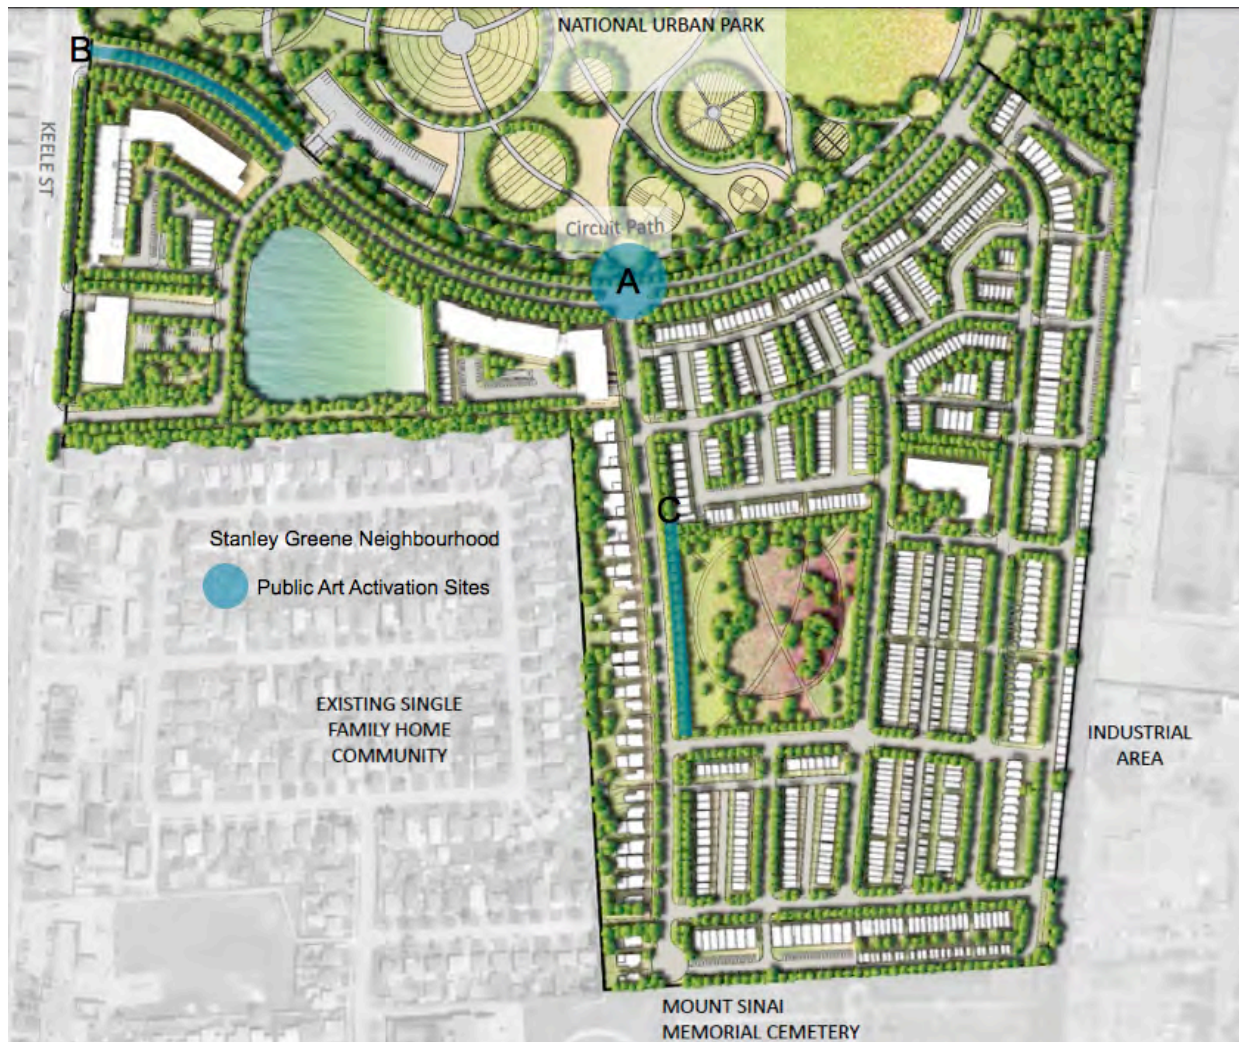 NATIONAL URBAN PARK
B
KEELE ST
Circuit Path
A
C
Stanley Greene Neighbourhood
Public Art Activation Sites
EXISTING SINGLE
FAMILY HOME
COMMUNITY
INDUSTRIAL
AREA
MOUNT SINAI
MEMORIAL CEMETERY